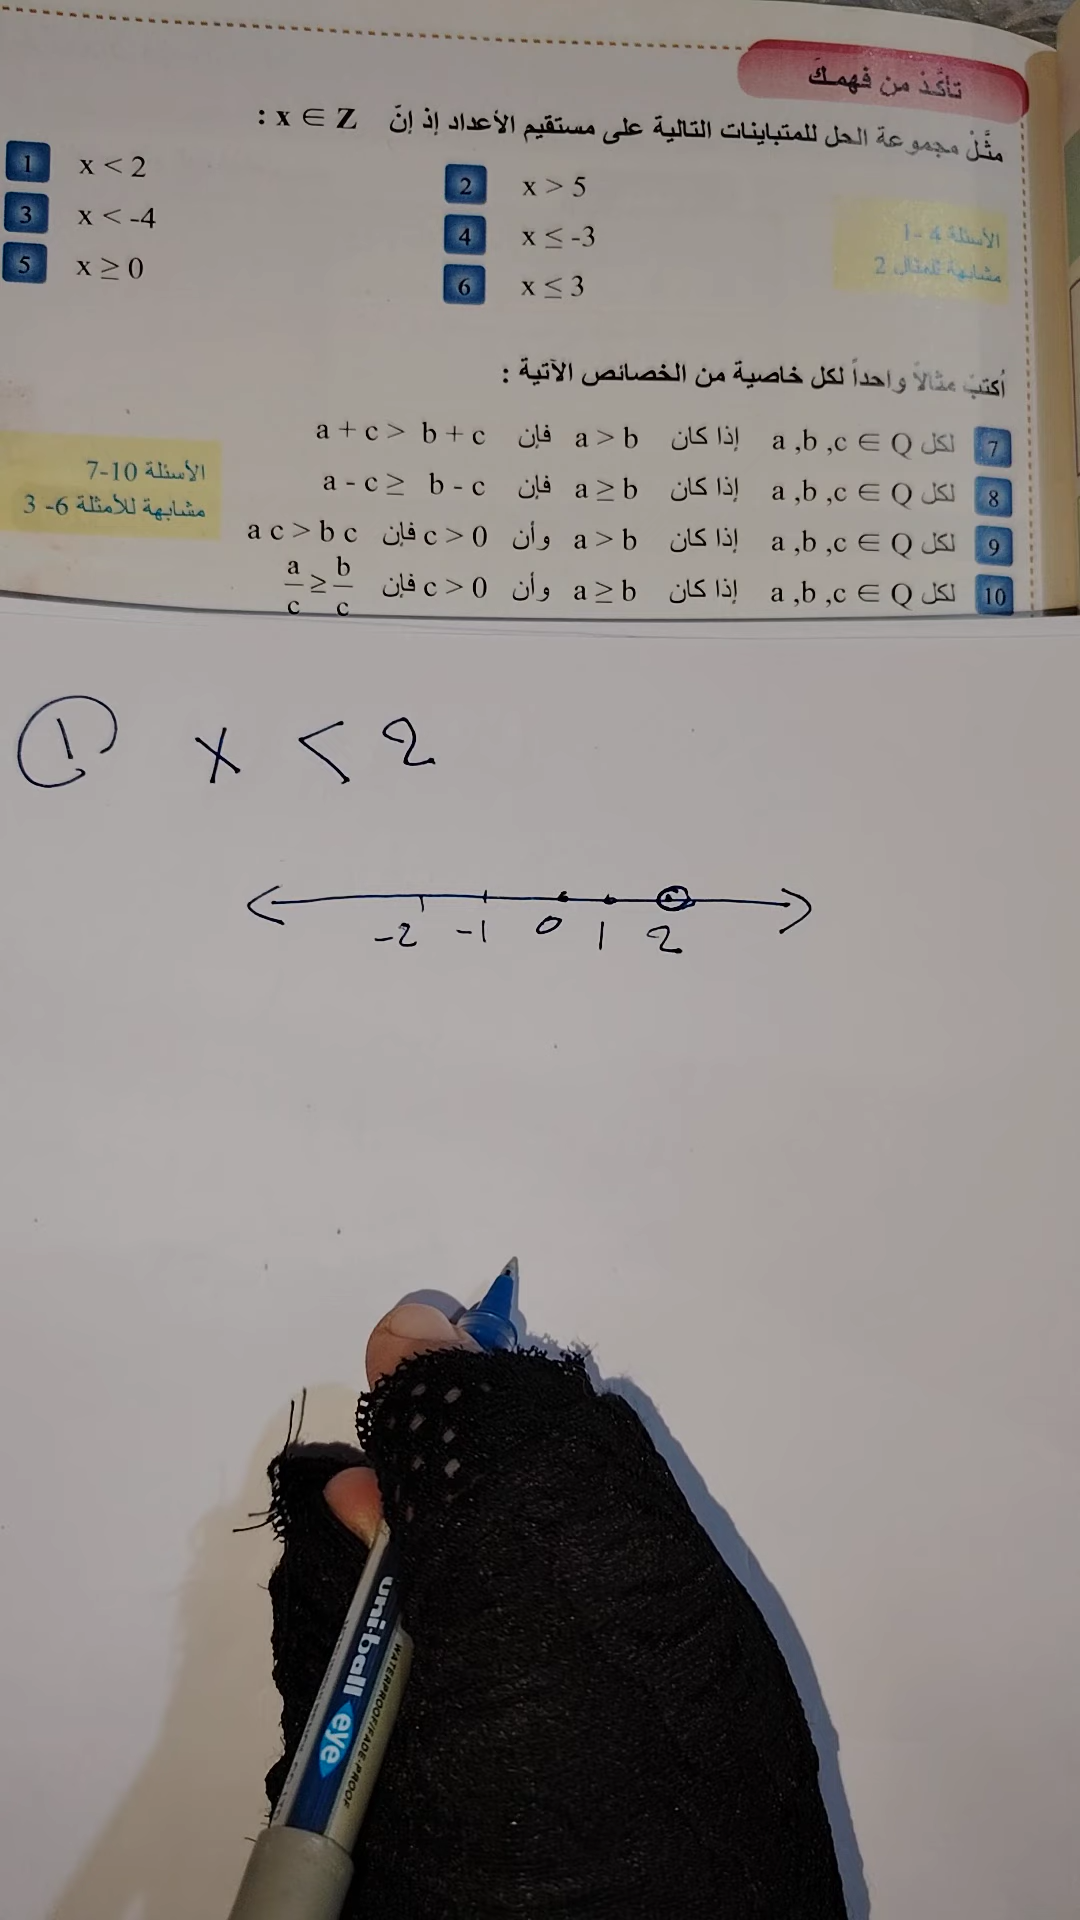 تأكَّدْ من فهمكَ
مثَّلْ مجموعة الحل للمتباينات التالية على مستقيم الأعداد إذ إنّ x ∈ Z :
1 x < 2
2 x > 5
3 x < -4
4 x ≤ -3
5 x ≥ 0
6 x ≤ 3
الأسئلة 4 -1
مشابهة للمثال 2
أكتبْ مثالاً واحداً لكل خاصية من الخصائص الآتية :
7 لكل a ,b ,c ∈ Q إذا كان a > b فإن a + c > b + c
8 لكل a ,b ,c ∈ Q إذا كان a ≥ b فإن a - c ≥ b - c
9 لكل a ,b ,c ∈ Q إذا كان a > b وأن c > 0 فإن a c > b c
10 لكل a ,b ,c ∈ Q إذا كان a ≥ b وأن c > 0 فإن a/c ≥ b/c
الأسئلة 10-7
مشابهة للأمثلة 6- 3
1 x < 2
-2 -1 0 1 2
uni-ball eye
WATERPROOF/FADE-PROOF